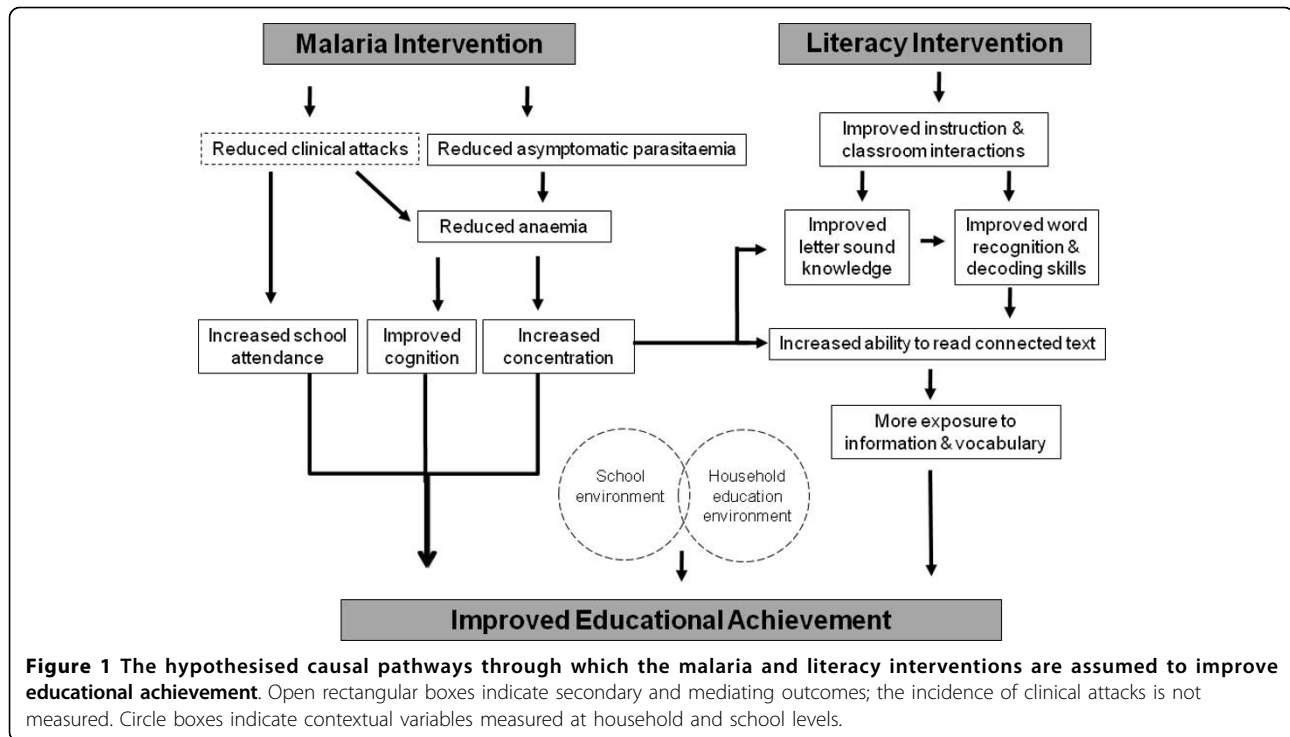 Malaria Intervention
Literacy Intervention
Reduced clinical attacks
Reduced asymptomatic parasitaemia
Improved instruction &
classroom interactions
Reduced anaemia
Improved
letter sound
knowledge
Improved word
recognition &
decoding skills
Increased school
attendance
Improved
cognition
Increased
concentration
Increased ability to read connected text
More exposure to
information & vocabulary
School
environment
Household
education
environment
Improved Educational Achievement
Figure 1 The hypothesised causal pathways through which the malaria and literacy interventions are assumed to improve
educational achievement. Open rectangular boxes indicate secondary and mediating outcomes; the incidence of clinical attacks is not
measured. Circle boxes indicate contextual variables measured at household and school levels.